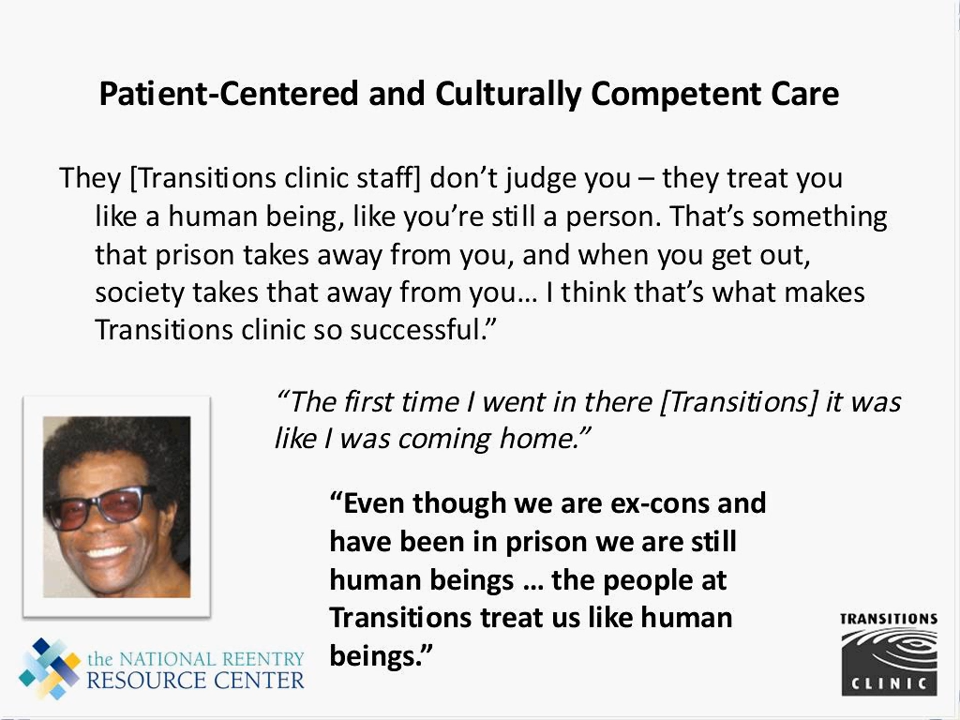 Patient-Centered and Culturally Competent Care
They [Transitions clinic staff] don’t judge you – they treat you
like a human being, like you’re still a person. That’s something
that prison takes away from you, and when you get out,
society takes that away from you… I think that’s what makes
Transitions clinic so successful.”
“The first time I went in there [Transitions] it was
like I was coming home.”
“Even though we are ex-cons and
have been in prison we are still
human beings … the people at
Transitions treat us like human
beings.”
the NATIONAL REENTRY
RESOURCE CENTER
TRANSITIONS
CLINIC